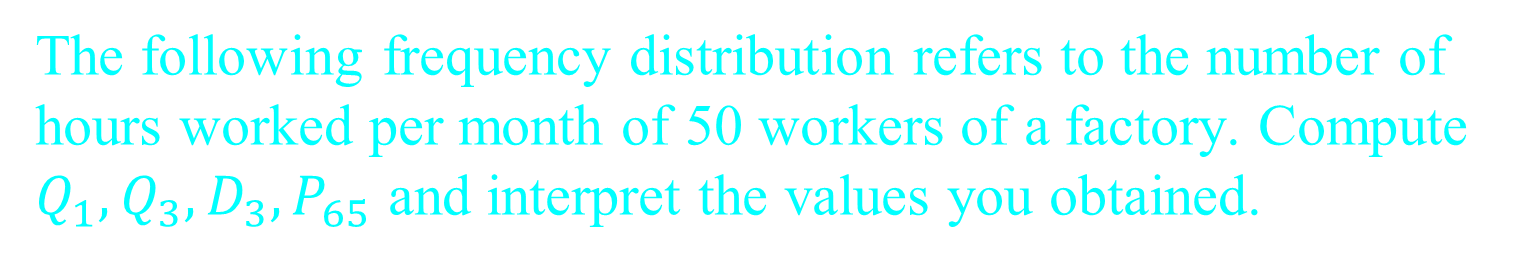 The following frequency distribution refers to the number of
hours worked per month of 50 workers of a factory. Compute
𝑄₁, 𝑄₃, 𝐷₃, 𝑃₆₅ and interpret the values you obtained.